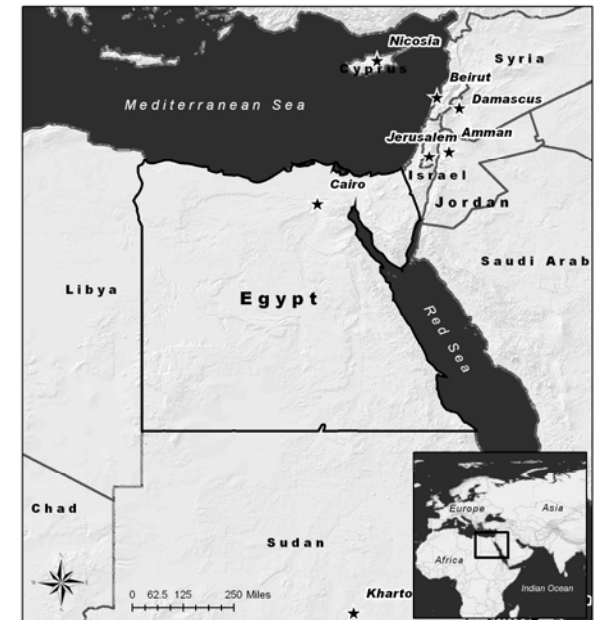 Nicosia
Cyprus
Syria
Beirut
Mediterranean Sea
Damascus
Jerusalem
Amman
Israel
Cairo
Jordan
Saudi Arab
Libya
Egypt
Red Sea
Chad
Sudan
Europe
Asia
Africa
Indian Ocean
0 62.5 125 250 Miles
Kharto